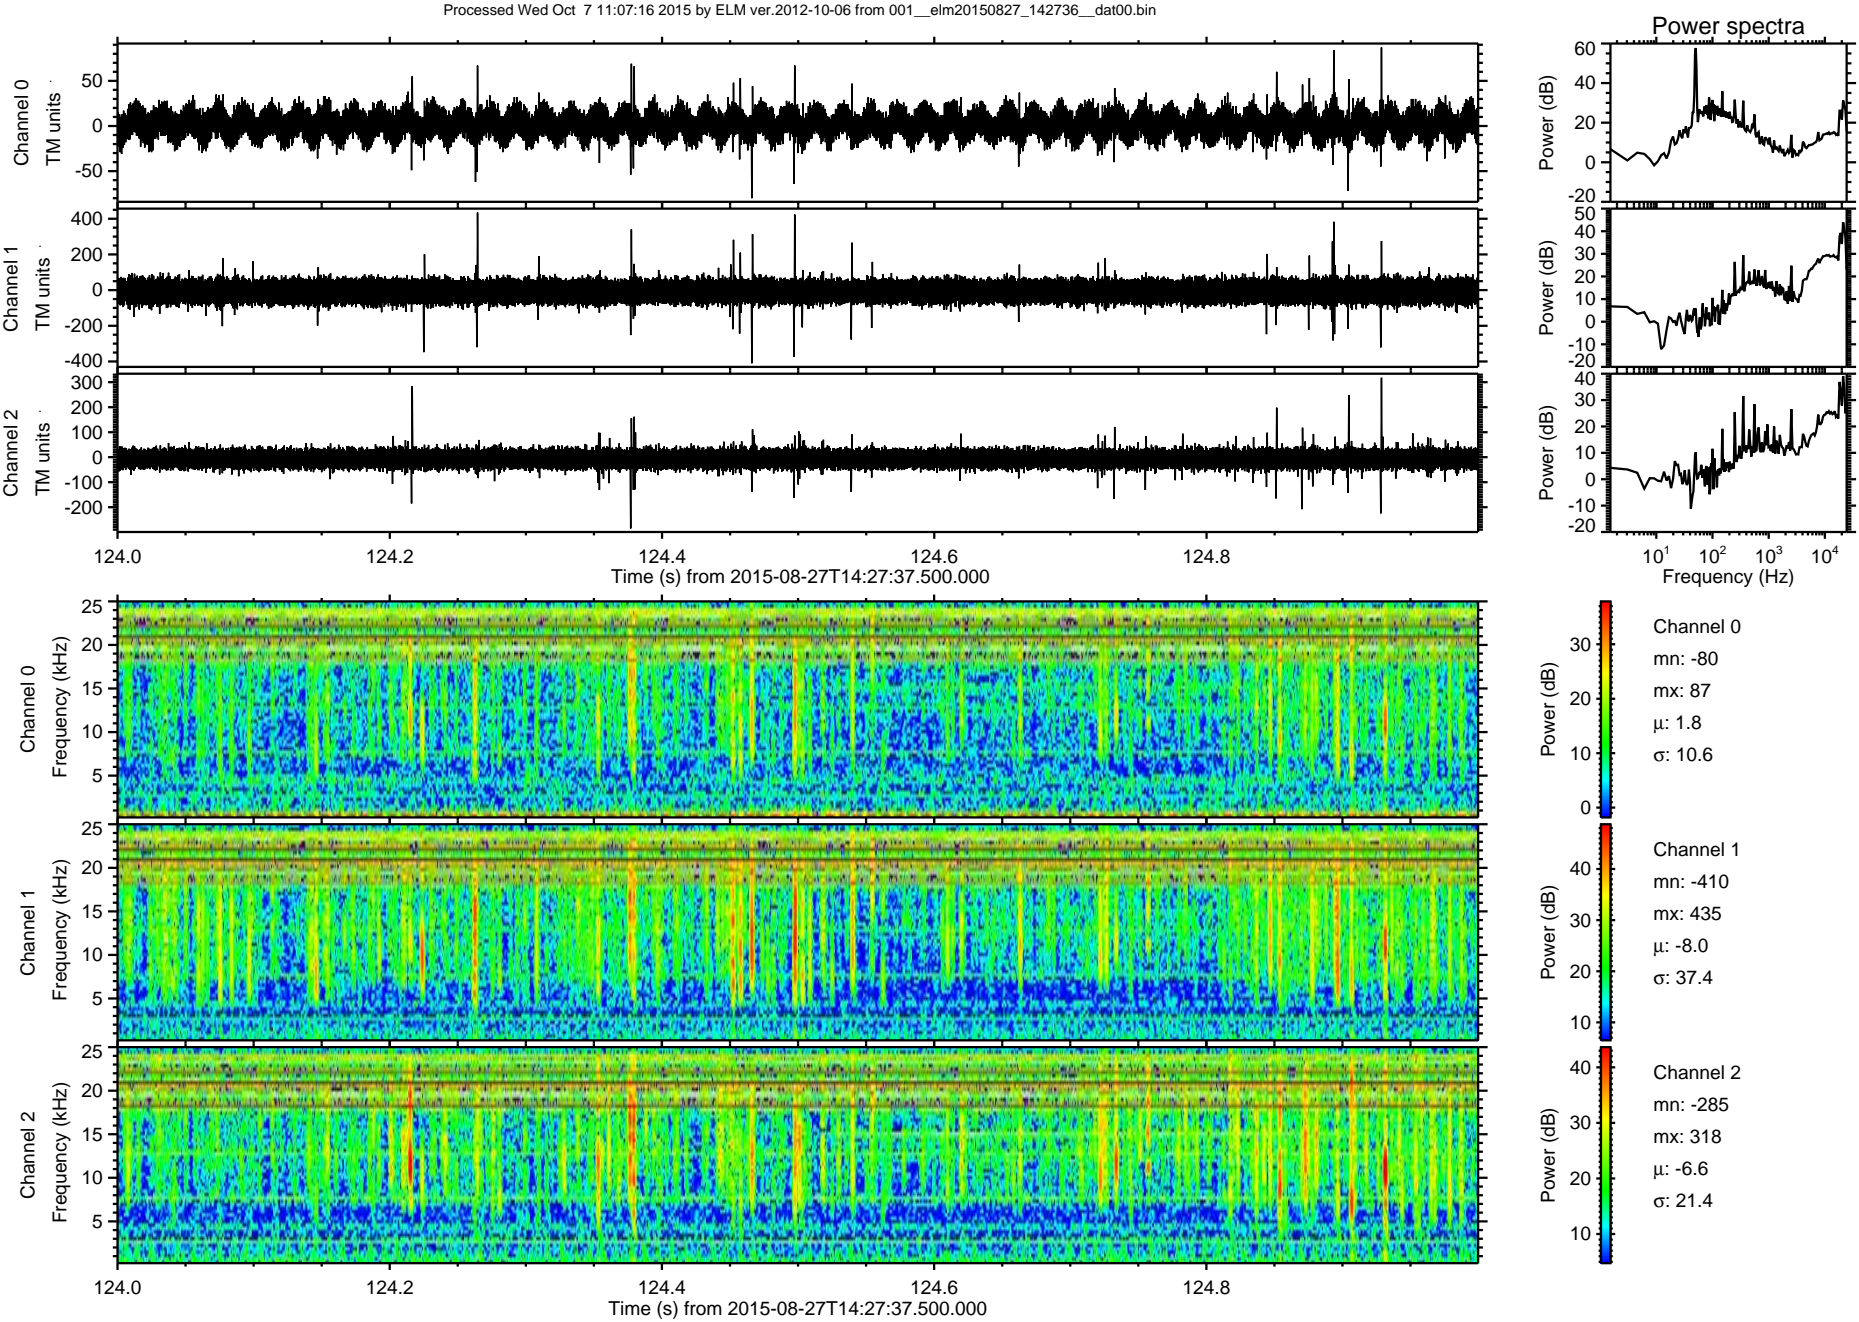 Processed Wed Oct 7 11:07:16 2015 by ELM ver.2012-10-06 from 001__elm20150827_142736__dat00.bin
Power spectra
Channel 0
TM units
50
0
-50
Power (dB)
60
40
20
0
-20
Channel 1
TM units
400
200
0
-200
-400
Power (dB)
50
40
30
20
10
0
-10
-20
Channel 2
TM units
300
200
100
0
-100
-200
Power (dB)
40
30
20
10
0
-10
-20
124.0 124.2 124.4 124.6 124.8
Time (s) from 2015-08-27T14:27:37.500.000
10¹ 10² 10³ 10⁴
Frequency (Hz)
Channel 0
Frequency (kHz)
25
20
15
10
5
Power (dB)
30
20
10
0
Channel 0
mn: -80
mx: 87
μ: 1.8
σ: 10.6
Channel 1
Frequency (kHz)
25
20
15
10
5
Power (dB)
40
30
20
10
Channel 1
mn: -410
mx: 435
μ: -8.0
σ: 37.4
Channel 2
Frequency (kHz)
25
20
15
10
5
Power (dB)
40
30
20
10
Channel 2
mn: -285
mx: 318
μ: -6.6
σ: 21.4
124.0 124.2 124.4 124.6 124.8
Time (s) from 2015-08-27T14:27:37.500.000